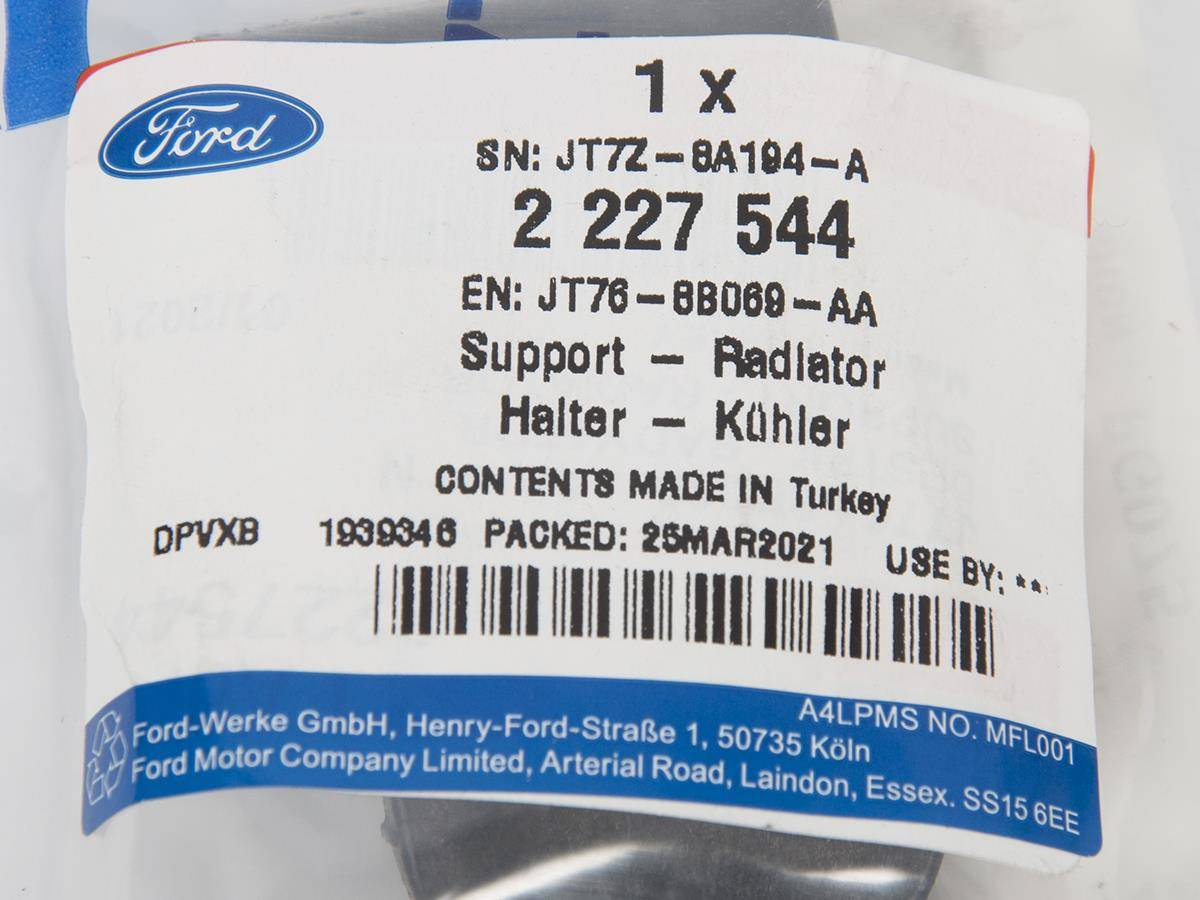 Ford
1 x
SN: JT7Z-8A194-A
2 227 544
EN: JT76-8B069-AA
Support - Radiator
Halter - Kühler
CONTENTS MADE IN Turkey
DPVXB 1939346 PACKED: 25MAR2021 USE BY: **
A4LPMS NO. MFL001
Ford-Werke GmbH, Henry-Ford-Straße 1, 50735 Köln
Ford Motor Company Limited, Arterial Road, Laindon, Essex. SS15 6EE